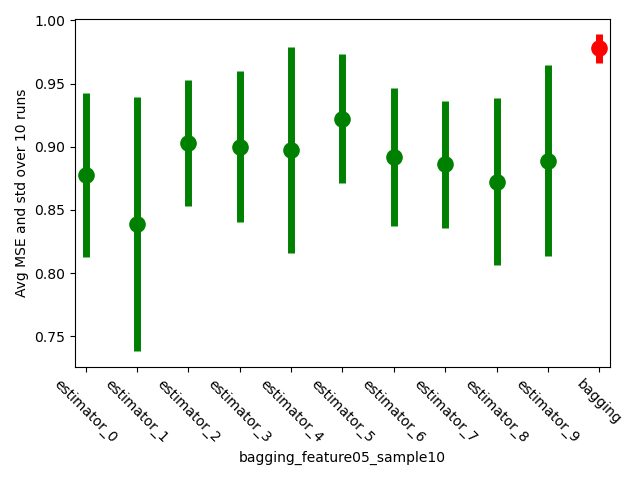 1.00
0.95
0.90
0.85
0.80
0.75
Avg MSE and std over 10 runs
estimator_0
estimator_1
estimator_2
estimator_3
estimator_4
estimator_5
estimator_6
estimator_7
estimator_8
estimator_9
bagging
bagging_feature05_sample10